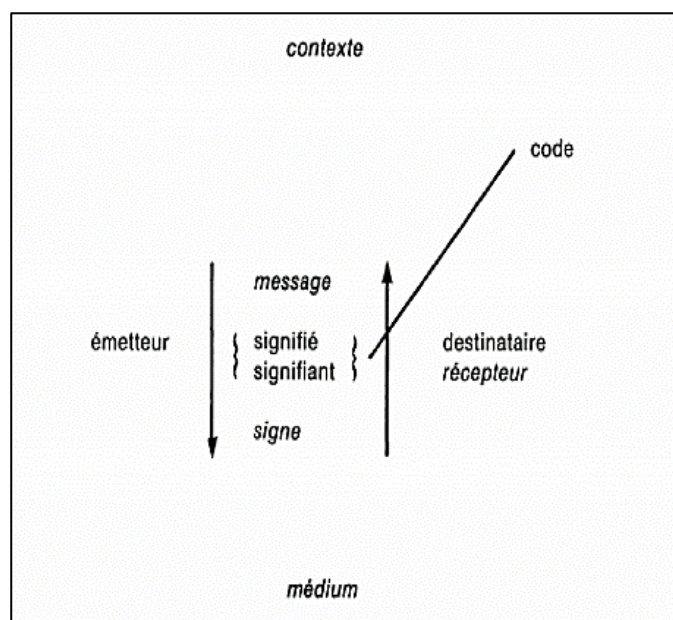 contexte
code
message
émetteur
signifié
signifiant
destinataire
récepteur
signe
médium